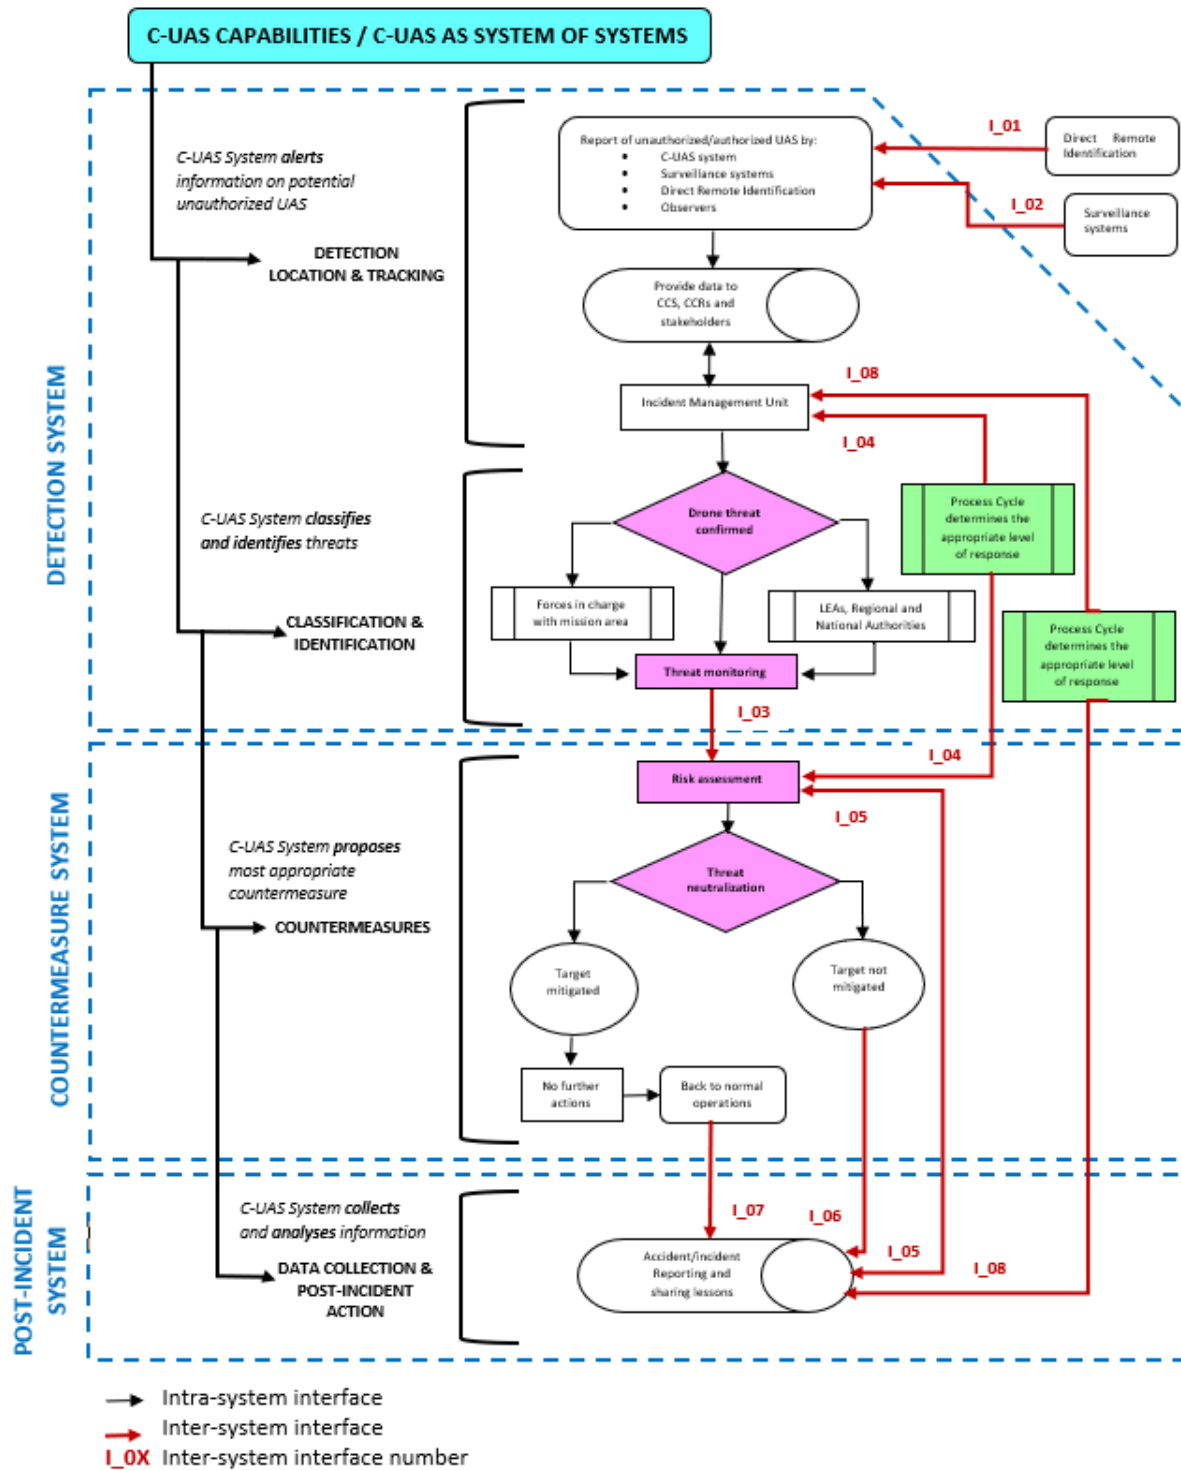 C-UAS CAPABILITIES / C-UAS AS SYSTEM OF SYSTEMS
DETECTION SYSTEM
C-UAS System alerts
information on potential
unauthorized UAS
DETECTION
LOCATION & TRACKING
Report of unauthorized/authorized UAS by:
• C-UAS system
• Surveillance systems
• Direct Remote Identification
• Observers
I_01
Direct Remote
Identification
I_02
Surveillance
systems
Provide data to
CCS, CCRs and
stakeholders
I_08
Incident Management Unit
I_04
C-UAS System classifies
and identifies threats
CLASSIFICATION &
IDENTIFICATION
Drone threat
confirmed
Process Cycle
determines the
appropriate level
of response
Forces in charge
with mission area
LEAs, Regional and
National Authorities
Process Cycle
determines the
appropriate level
of response
Threat monitoring
I_03
COUNTERMEASURE SYSTEM
C-UAS System proposes
most appropriate
countermeasure
COUNTERMEASURES
Risk assessment
I_04
I_05
Threat
neutralization
Target
mitigated
Target not
mitigated
No further
actions
Back to normal
operations
POST-INCIDENT
SYSTEM
C-UAS System collects
and analyses information
DATA COLLECTION &
POST-INCIDENT
ACTION
I_07
I_06
I_05
I_08
Accident/incident
Reporting and
sharing lessons
Intra-system interface
Inter-system interface
I_0X Inter-system interface number